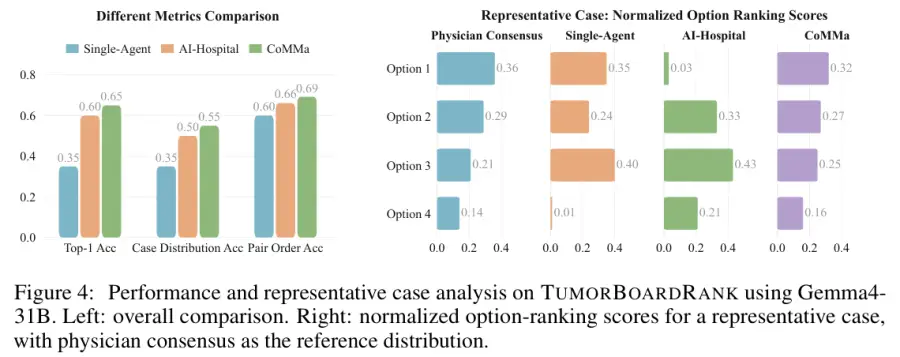 Different Metrics Comparison
Single-Agent AI-Hospital CoMMa
0.8
0.6
0.4
0.2
0.0
0.35 0.60 0.65
0.35 0.50 0.55
0.60 0.66 0.69
Top-1 Acc Case Distribution Acc Pair Order Acc
Representative Case: Normalized Option Ranking Scores
Physician Consensus Single-Agent AI-Hospital CoMMa
Option 1 0.36 0.35 0.03 0.32
Option 2 0.29 0.24 0.33 0.27
Option 3 0.21 0.40 0.43 0.25
Option 4 0.14 0.01 0.21 0.16
0.0 0.2 0.4 0.0 0.2 0.4 0.0 0.2 0.4 0.0 0.2 0.4
Figure 4: Performance and representative case analysis on TUMORBOARDRANK using Gemma4-
31B. Left: overall comparison. Right: normalized option-ranking scores for a representative case,
with physician consensus as the reference distribution.